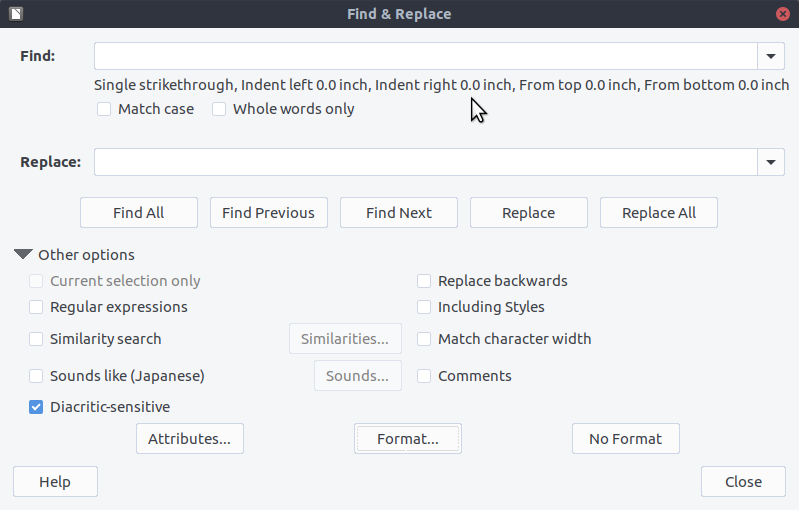 Find & Replace
Find:
Single strikethrough, Indent left 0.0 inch, Indent right 0.0 inch, From top 0.0 inch, From bottom 0.0 inch
Match case Whole words only
Replace:
Find All Find Previous Find Next Replace Replace All
Other options
Current selection only Replace backwards
Regular expressions Including Styles
Similarity search Similarities... Match character width
Sounds like (Japanese) Sounds... Comments
Diacritic-sensitive
Attributes... Format... No Format
Help Close